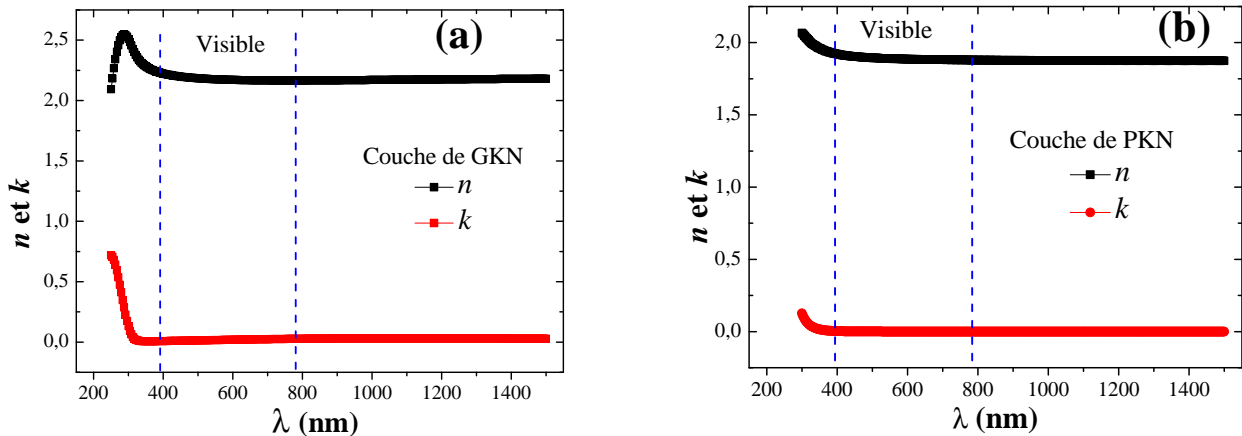 (a)
Visible
2,5
2,0
1,5
1,0
0,5
0,0
n et k
Couche de GKN
n
k
200 400 600 800 1000 1200 1400
λ (nm)
(b)
Visible
2,0
1,5
1,0
0,5
0,0
n et k
Couche de PKN
n
k
200 400 600 800 1000 1200 1400
λ (nm)